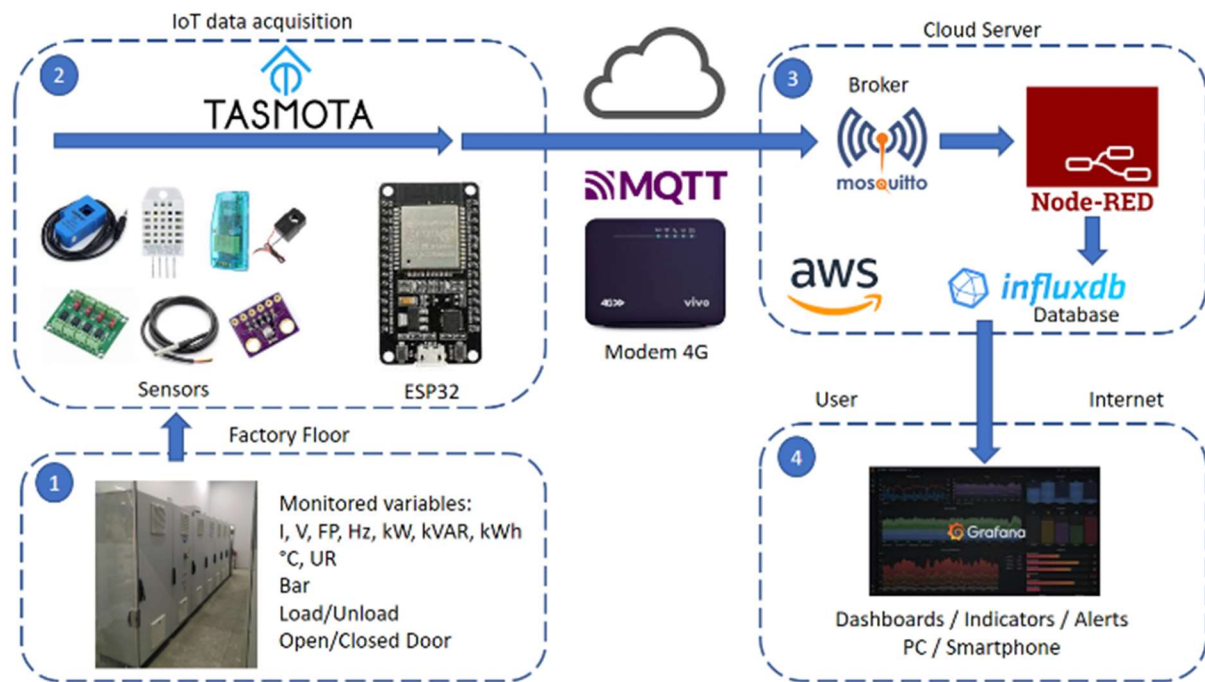 IoT data acquisition
2
TASMOTA
Sensors
ESP32
Factory Floor
1
Monitored variables:
I, V, FP, Hz, kW, kVAR, kWh
°C, UR
Bar
Load/Unload
Open/Closed Door
MQTT
4G>>
vivo
Modem 4G
Cloud Server
3
Broker
mosquitto
Node-RED
aws
influxdb
Database
User
Internet
4
Grafana
Dashboards / Indicators / Alerts
PC / Smartphone